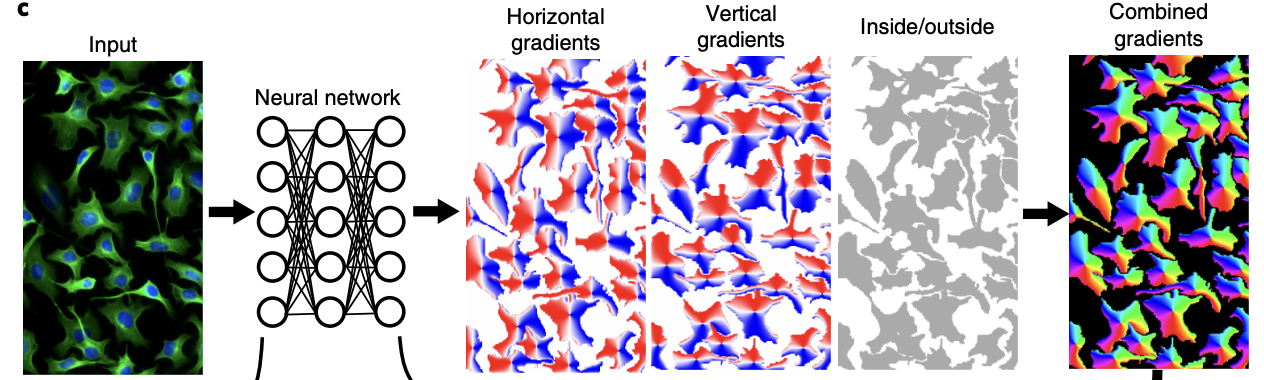 c
Input
Neural network
Horizontal
gradients
Vertical
gradients
Inside/outside
Combined
gradients